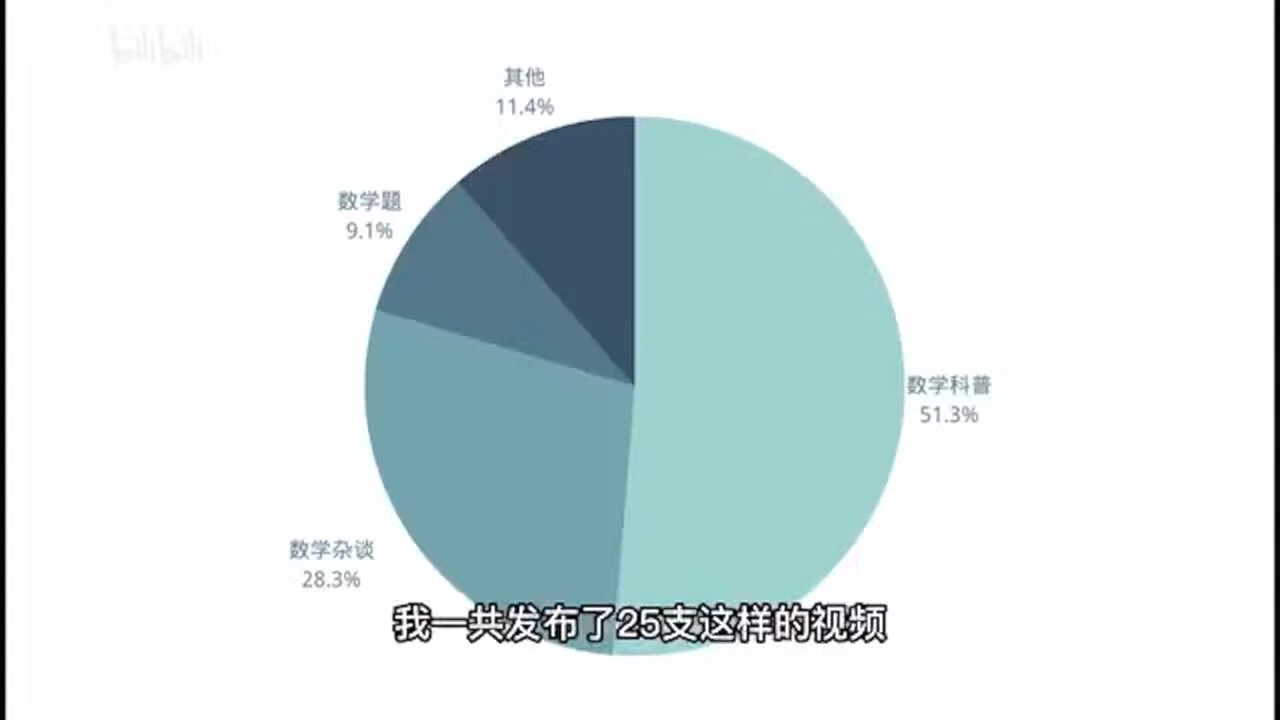 bilibili
其他
11.4%
数学题
9.1%
数学科普
51.3%
数学杂谈
28.3%
我一共发布了25支这样的视频